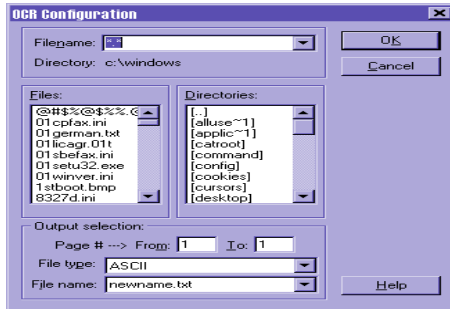 OCR Configuration
Filename: *.*
OK
Directory: c:\windows
Cancel
Files:
@#$%@$%%.@
01cpfax.ini
01german.txt
01licagr.01t
01sbefax.ini
01setu32.exe
01winver.ini
1stboot.bmp
8327d.ini
Directories:
[..]
[alluse~1]
[applic~1]
[catroot]
[command]
[config]
[cookies]
[cursors]
[desktop]
Output selection:
Page # ---> From: 1 To: 1
File type: ASCII
File name: newname.txt
Help